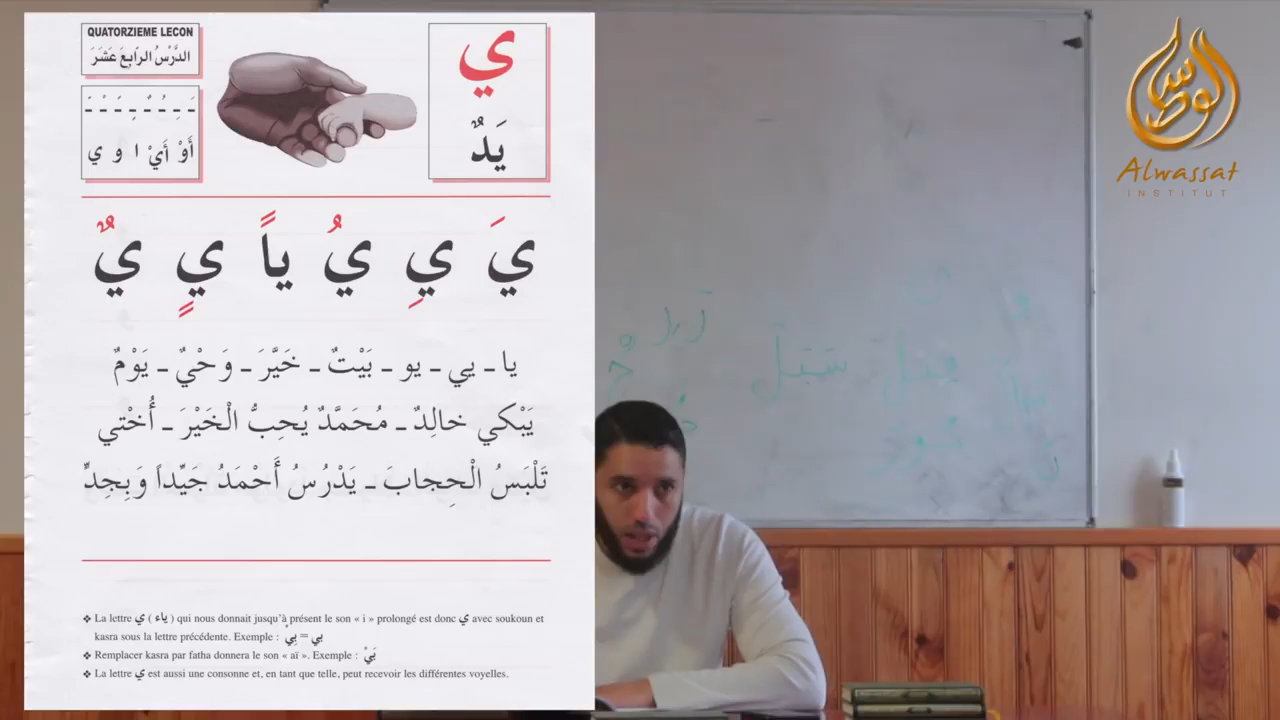 QUATORZIEME LECON
الدَّرْسُ الرّابِعَ عَشَرَ
أَوْ أَيْ ا و ي
ي
يَدٌ
يَ يِ يُ ياً يٍ يٌ
يا ـ يي ـ يو ـ بَيْتٌ ـ خَيَّرَ ـ وَحْيٌ ـ يَوْمٌ
يَبْكي خالِدٌ ـ مُحَمَّدٌ يُحِبُّ الْخَيْرَ ـ أُخْتي
تَلْبَسُ الْحِجابَ ـ يَدْرُسُ أَحْمَدُ جَيِّداً وَبِجِدٍّ
❖ La lettre ي ( ياء ) qui nous donnait jusqu'à présent le son « i » prolongé est donc ي avec soukoun et
kasra sous la lettre précédente. Exemple : بي = بِيْ
❖ Remplacer kasra par fatha donnera le son « aï ». Exemple : بَيْ
❖ La lettre ي est aussi une consonne et, en tant que telle, peut recevoir les différentes voyelles.
الوسط
Alwassat
INSTITUT